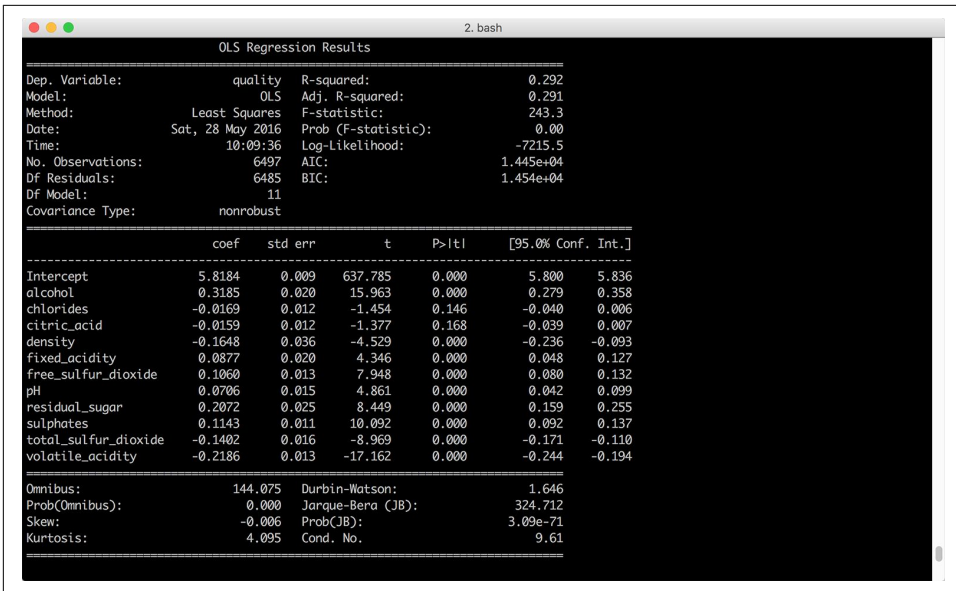 2. bash
OLS Regression Results
Dep. Variable: quality R-squared: 0.292
Model: OLS Adj. R-squared: 0.291
Method: Least Squares F-statistic: 243.3
Date: Sat, 28 May 2016 Prob (F-statistic): 0.00
Time: 10:09:36 Log-Likelihood: -7215.5
No. Observations: 6497 AIC: 1.445e+04
Df Residuals: 6485 BIC: 1.454e+04
Df Model: 11
Covariance Type: nonrobust
coef std err t P>|t| [95.0% Conf. Int.]
Intercept 5.8184 0.009 637.785 0.000 5.800 5.836
alcohol 0.3185 0.020 15.963 0.000 0.279 0.358
chlorides -0.0169 0.012 -1.454 0.146 -0.040 0.006
citric_acid -0.0159 0.012 -1.377 0.168 -0.039 0.007
density -0.1648 0.036 -4.529 0.000 -0.236 -0.093
fixed_acidity 0.0877 0.020 4.346 0.000 0.048 0.127
free_sulfur_dioxide 0.1060 0.013 7.948 0.000 0.080 0.132
pH 0.0706 0.015 4.861 0.000 0.042 0.099
residual_sugar 0.2072 0.025 8.449 0.000 0.159 0.255
sulphates 0.1143 0.011 10.092 0.000 0.092 0.137
total_sulfur_dioxide -0.1402 0.016 -8.969 0.000 -0.171 -0.110
volatile_acidity -0.2186 0.013 -17.162 0.000 -0.244 -0.194
Omnibus: 144.075 Durbin-Watson: 1.646
Prob(Omnibus): 0.000 Jarque-Bera (JB): 324.712
Skew: -0.006 Prob(JB): 3.09e-71
Kurtosis: 4.095 Cond. No. 9.61